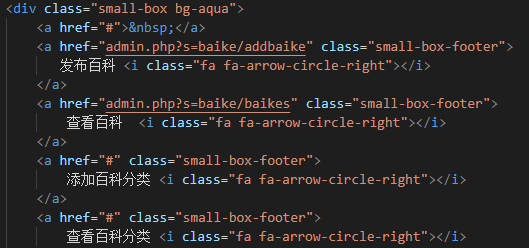 <div class="small-box bg-aqua">
<a href="#">&nbsp;</a>
<a href="admin.php?s=baike/addbaike" class="small-box-footer">
发布百科 <i class="fa fa-arrow-circle-right"></i>
</a>
<a href="admin.php?s=baike/baikes" class="small-box-footer">
查看百科  <i class="fa fa-arrow-circle-right"></i>
</a>
<a href="#" class="small-box-footer">
添加百科分类 <i class="fa fa-arrow-circle-right"></i>
</a>
<a href="#" class="small-box-footer">
查看百科分类 <i class="fa fa-arrow-circle-right"></i>